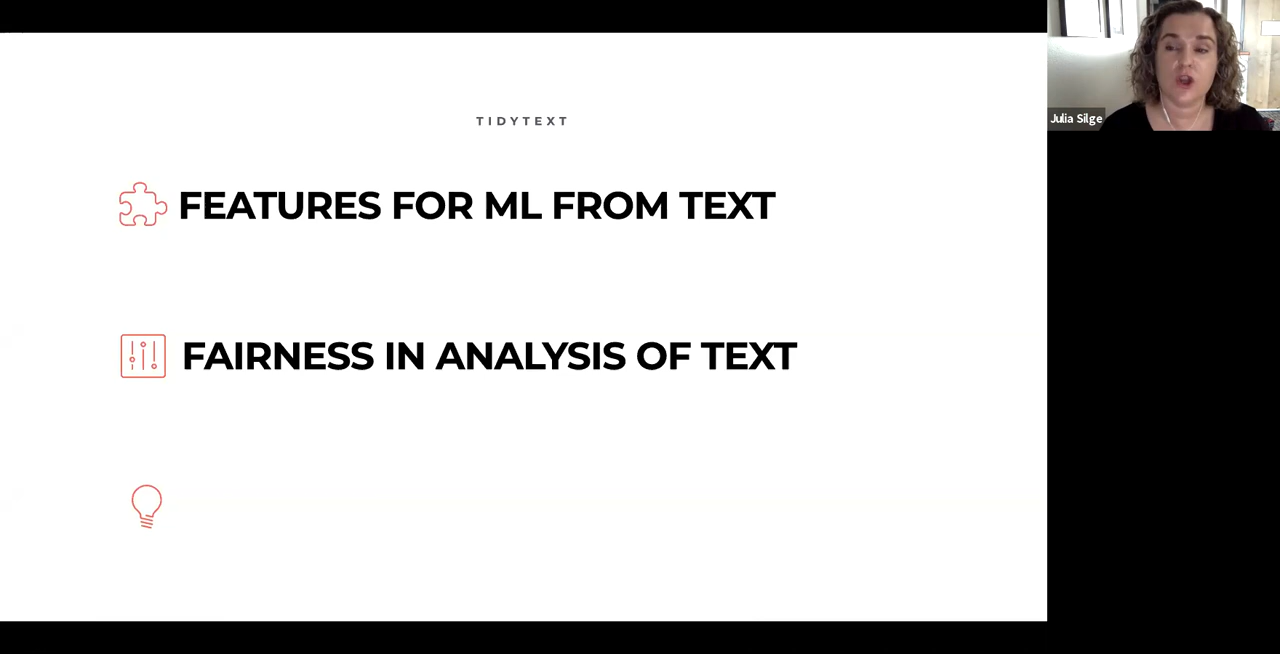 TIDYTEXT
FEATURES FOR ML FROM TEXT
FAIRNESS IN ANALYSIS OF TEXT
Julia Silge